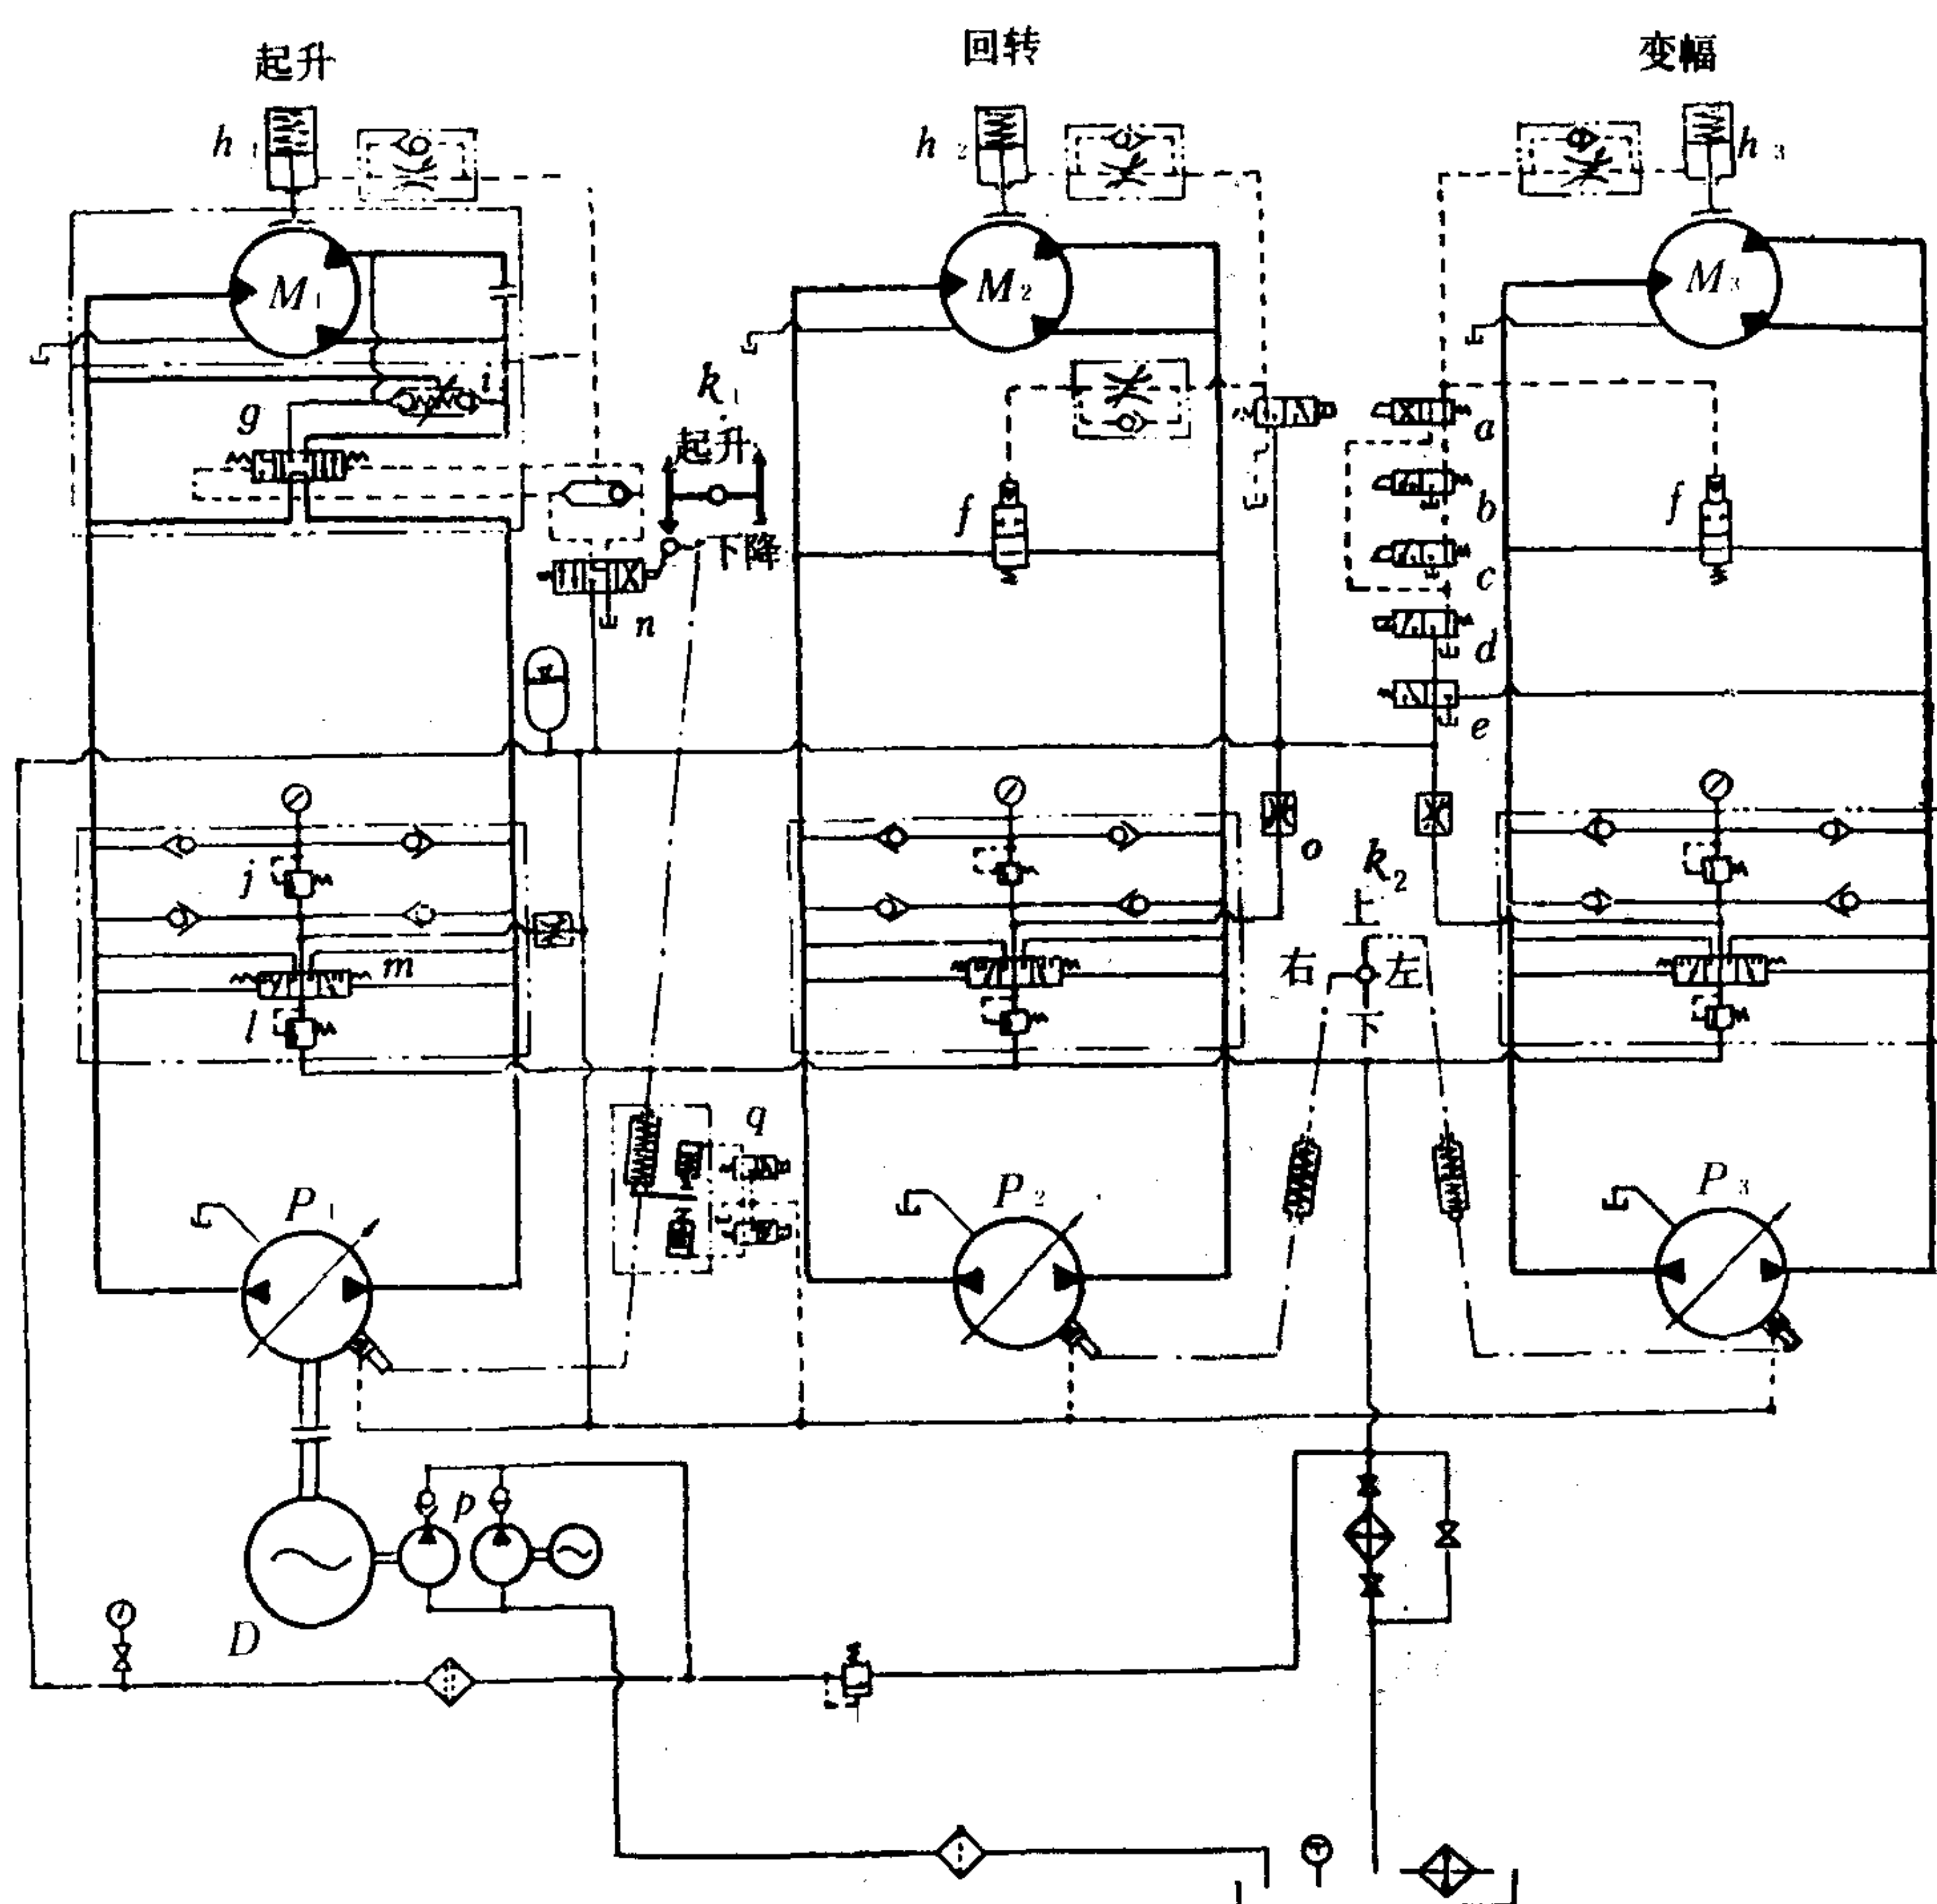 起升
回转
变幅
h₁
h₂
h₃
M₁
M₂
M₃
g
i
k₁
起升
下降
n
f
a
b
c
d
e
f
j
m
l
o
k₂
上
右
左
下
q
P₁
P₂
P₃
p
D